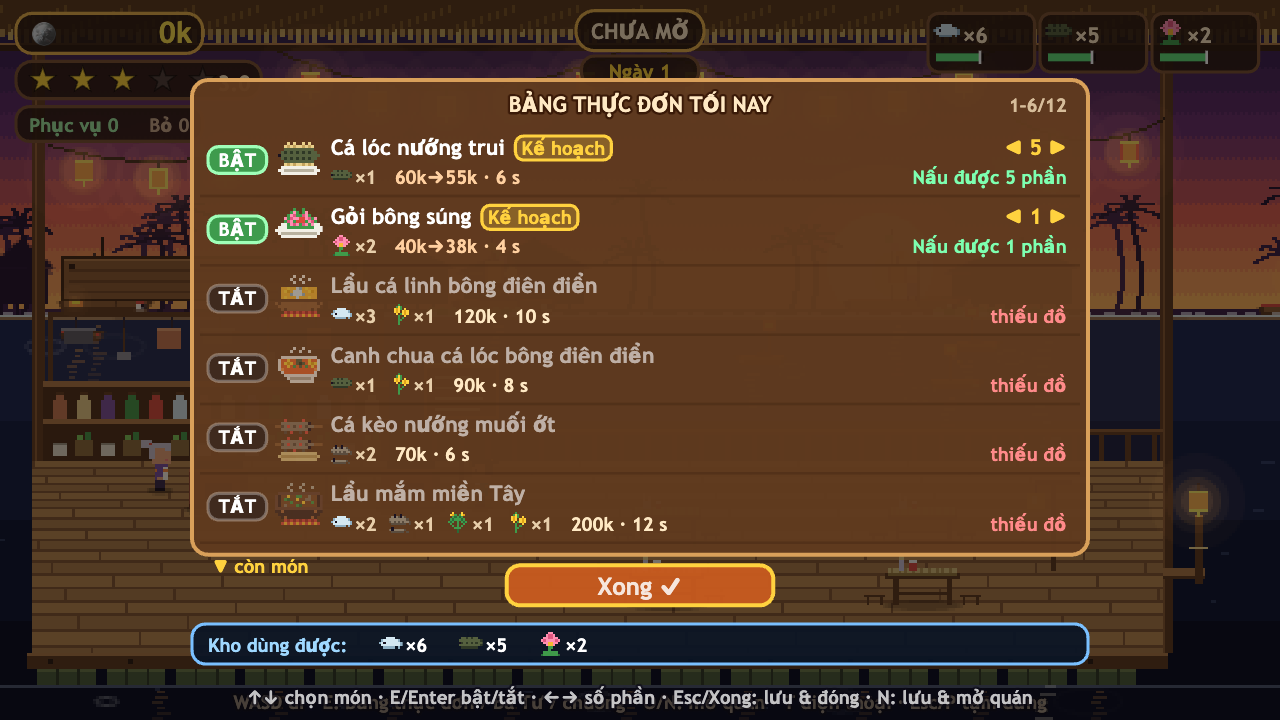 0k
CHƯA MỞ
×6
×5
×2
Ngày 1
3.0
Phục vụ 0 Bỏ 0
BẢNG THỰC ĐƠN TỐI NAY
1-6/12
BẬT Cá lóc nướng trui Kế hoạch ◄ 5 ►
×1 60k→55k · 6 s Nấu được 5 phần
BẬT Gỏi bông súng Kế hoạch ◄ 1 ►
×2 40k→38k · 4 s Nấu được 1 phần
TẮT Lẩu cá linh bông điên điển
×3 ×1 120k · 10 s thiếu đồ
TẮT Canh chua cá lóc bông điên điển
×1 ×1 90k · 8 s thiếu đồ
TẮT Cá kèo nướng muối ớt
×2 70k · 6 s thiếu đồ
TẮT Lẩu mắm miền Tây
×2 ×1 ×1 ×1 200k · 12 s thiếu đồ
▼ còn món
Xong ✓
Kho dùng được: ×6 ×5 ×2
↑↓ chọn món · E/Enter bật/tắt · ←→ số phần · Esc/Xong: lưu & đóng · N: lưu & mở quán